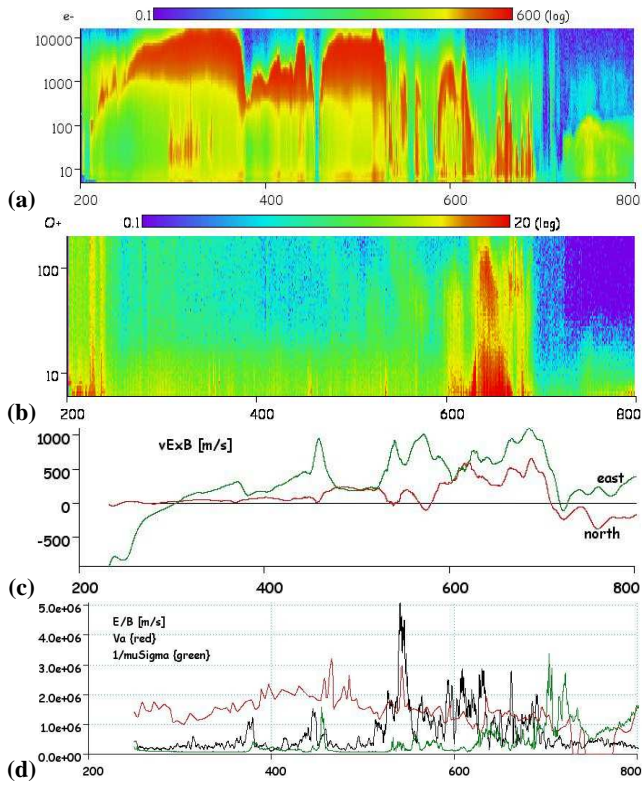 e- 0.1 600 (log)
10000
1000
100
10
(a) 200 400 600 800
O+ 0.1 20 (log)
100
10
(b) 200 400 600 800
1000
500
0
-500
vExB [m/s]
east
north
(c) 200 400 600 800
5.0e+06
4.0e+06
3.0e+06
2.0e+06
1.0e+06
0.0e+00
E/B [m/s]
Va {red}
1/muSigma {green}
(d) 200 400 600 800